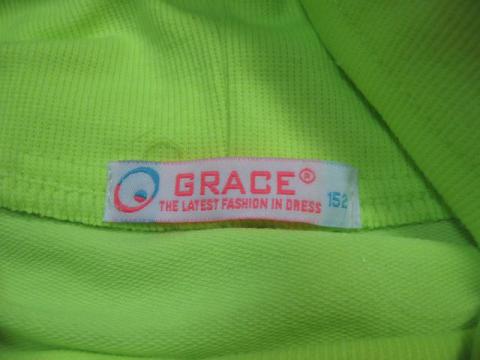 GRACE®
THE LATEST FASHION IN DRESS 152